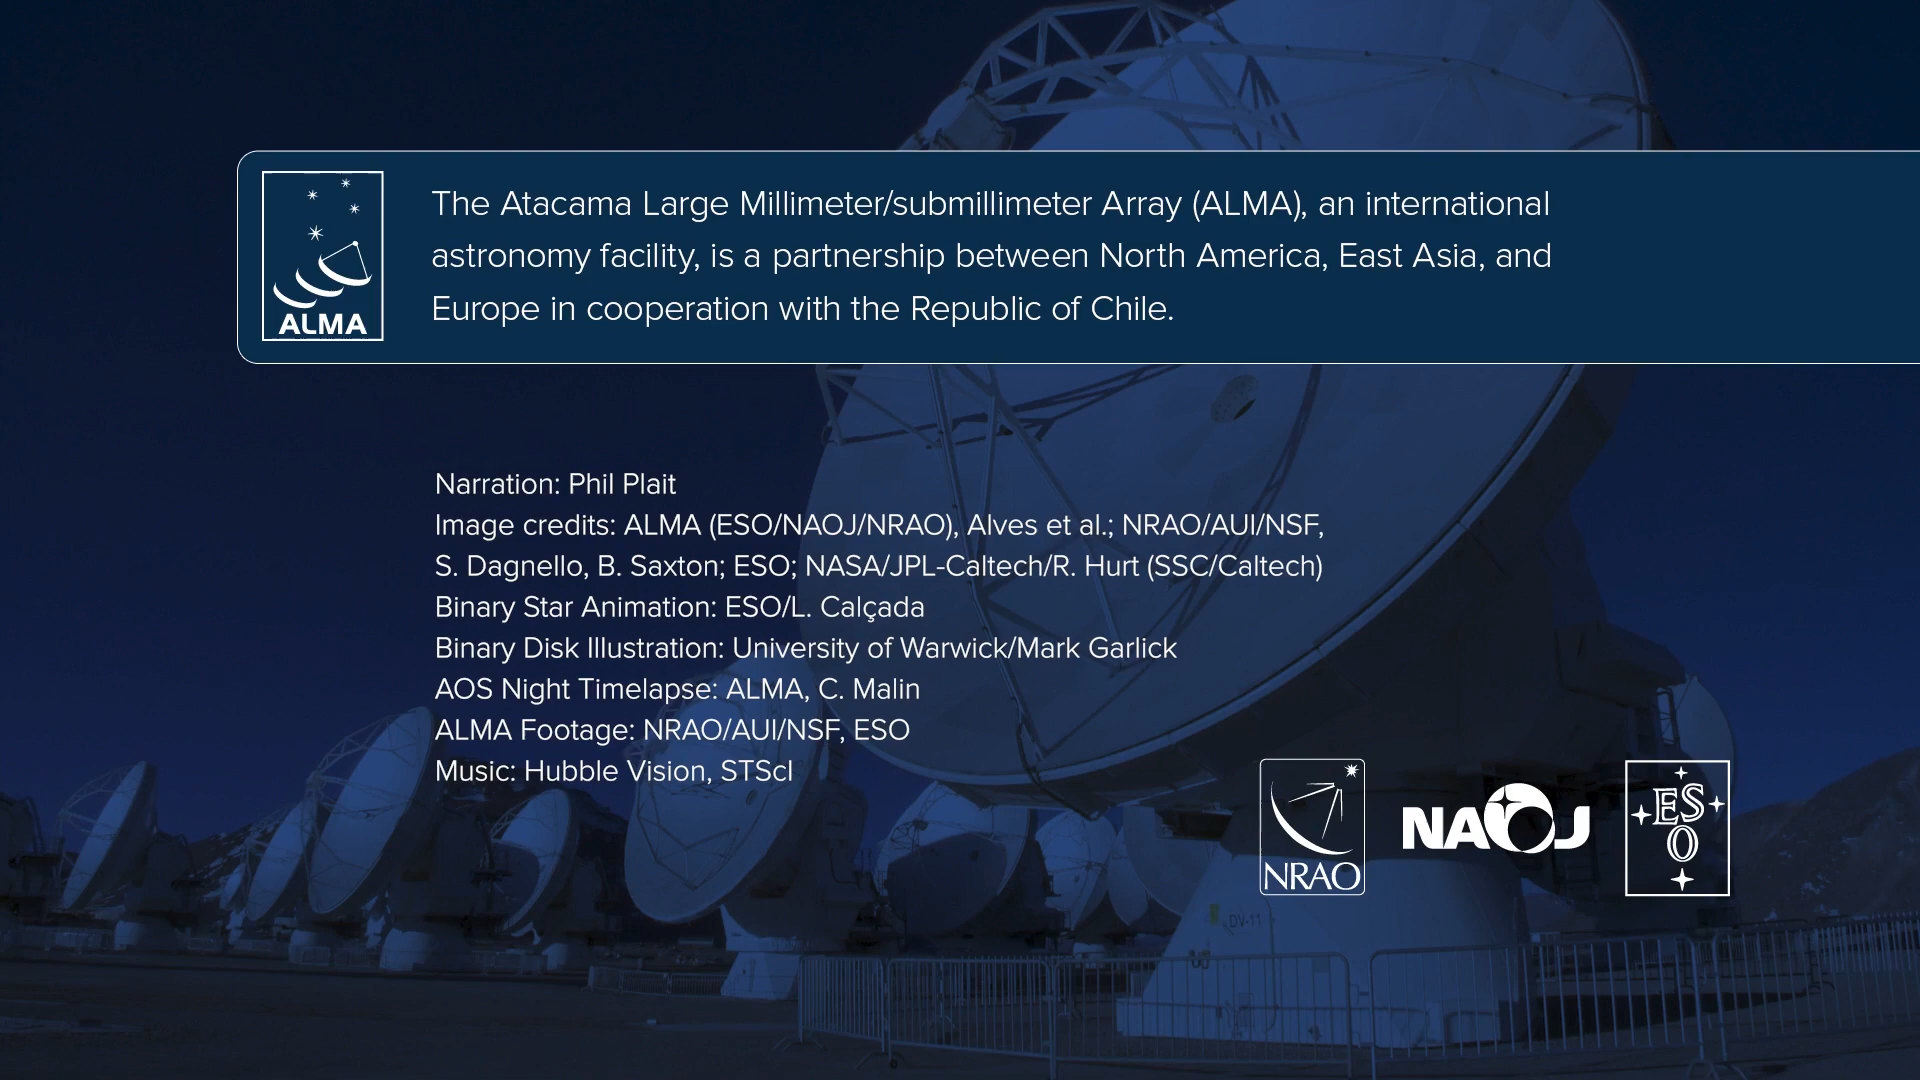 The Atacama Large Millimeter/submillimeter Array (ALMA), an international
astronomy facility, is a partnership between North America, East Asia, and
Europe in cooperation with the Republic of Chile.
ALMA
Narration: Phil Plait
Image credits: ALMA (ESO/NAOJ/NRAO), Alves et al.; NRAO/AUI/NSF,
S. Dagnello, B. Saxton; ESO; NASA/JPL-Caltech/R. Hurt (SSC/Caltech)
Binary Star Animation: ESO/L. Calçada
Binary Disk Illustration: University of Warwick/Mark Garlick
AOS Night Timelapse: ALMA, C. Malin
ALMA Footage: NRAO/AUI/NSF, ESO
Music: Hubble Vision, STScI
NRAO
NAOJ
ESO
DV-11